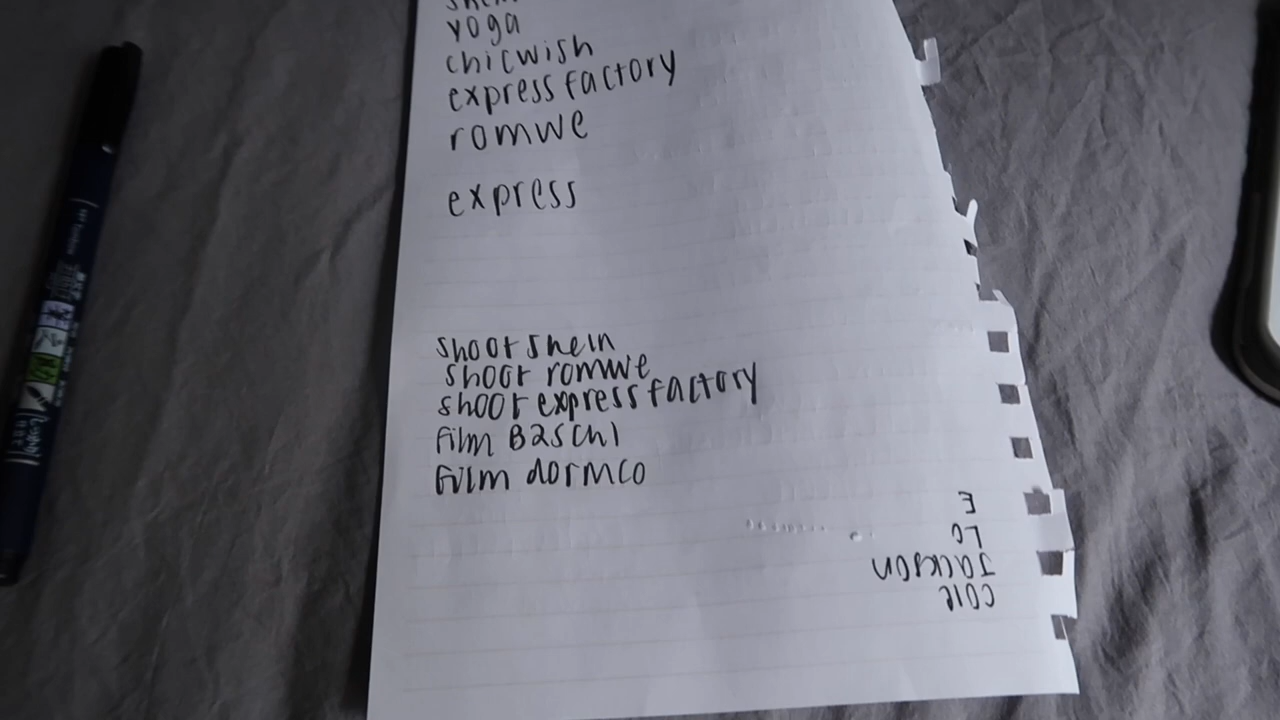 yoga
chicwish
express factory
romwe
express
shoot shein
shoot romwe
shoot express factory
film BaSChI
film dormco
cole
Jackson
LC
E